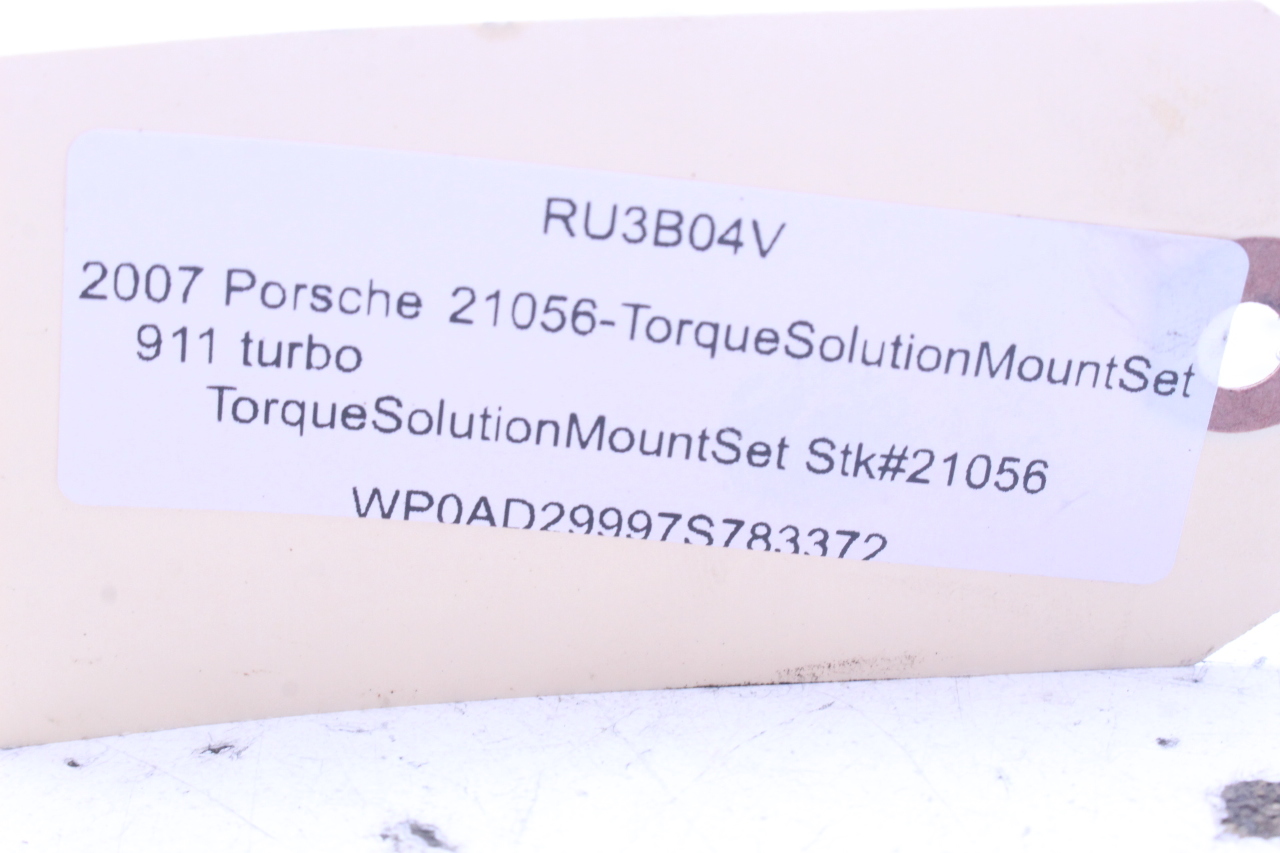 RU3B04V
2007 Porsche 21056-TorqueSolutionMountSet
911 turbo
TorqueSolutionMountSet Stk#21056
WP0AD29997S783372